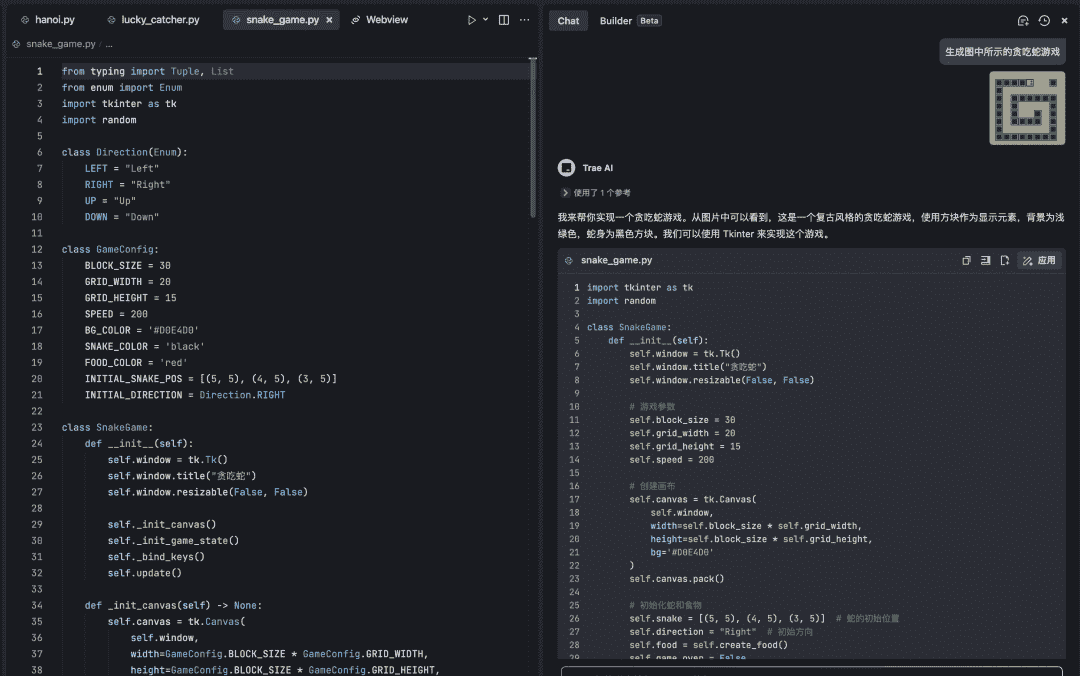 hanoi.py
lucky_catcher.py
snake_game.py ×
Webview
snake_game.py / ...
1 from typing import Tuple, List
2 from enum import Enum
3 import tkinter as tk
4 import random
5
6 class Direction(Enum):
7 LEFT = "Left"
8 RIGHT = "Right"
9 UP = "Up"
10 DOWN = "Down"
11
12 class GameConfig:
13 BLOCK_SIZE = 30
14 GRID_WIDTH = 20
15 GRID_HEIGHT = 15
16 SPEED = 200
17 BG_COLOR = '#D0E4D0'
18 SNAKE_COLOR = 'black'
19 FOOD_COLOR = 'red'
20 INITIAL_SNAKE_POS = [(5, 5), (4, 5), (3, 5)]
21 INITIAL_DIRECTION = Direction.RIGHT
22
23 class SnakeGame:
24 def __init__(self):
25 self.window = tk.Tk()
26 self.window.title("贪吃蛇")
27 self.window.resizable(False, False)
28
29 self._init_canvas()
30 self._init_game_state()
31 self._bind_keys()
32 self.update()
33
34 def _init_canvas(self) -> None:
35 self.canvas = tk.Canvas(
36 self.window,
37 width=GameConfig.BLOCK_SIZE * GameConfig.GRID_WIDTH,
38 height=GameConfig.BLOCK_SIZE * GameConfig.GRID_HEIGHT,
Chat
Builder Beta
生成图中所示的贪吃蛇游戏
Trae AI
使用了 1 个参考
我来帮你实现一个贪吃蛇游戏。从图片中可以看到，这是一个复古风格的贪吃蛇游戏，使用方块作为显示元素，背景为浅
绿色，蛇身为黑色方块。我们可以使用 Tkinter 来实现这个游戏。
snake_game.py
应用
1 import tkinter as tk
2 import random
3
4 class SnakeGame:
5 def __init__(self):
6 self.window = tk.Tk()
7 self.window.title("贪吃蛇")
8 self.window.resizable(False, False)
9
10 # 游戏参数
11 self.block_size = 30
12 self.grid_width = 20
13 self.grid_height = 15
14 self.speed = 200
15
16 # 创建画布
17 self.canvas = tk.Canvas(
18 self.window,
19 width=self.block_size * self.grid_width,
20 height=self.block_size * self.grid_height,
21 bg='#D0E4D0'
22 )
23 self.canvas.pack()
24
25 # 初始化蛇和食物
26 self.snake = [(5, 5), (4, 5), (3, 5)] # 蛇的初始位置
27 self.direction = "Right" # 初始方向
28 self.food = self.create_food()
29 self.game_over = False